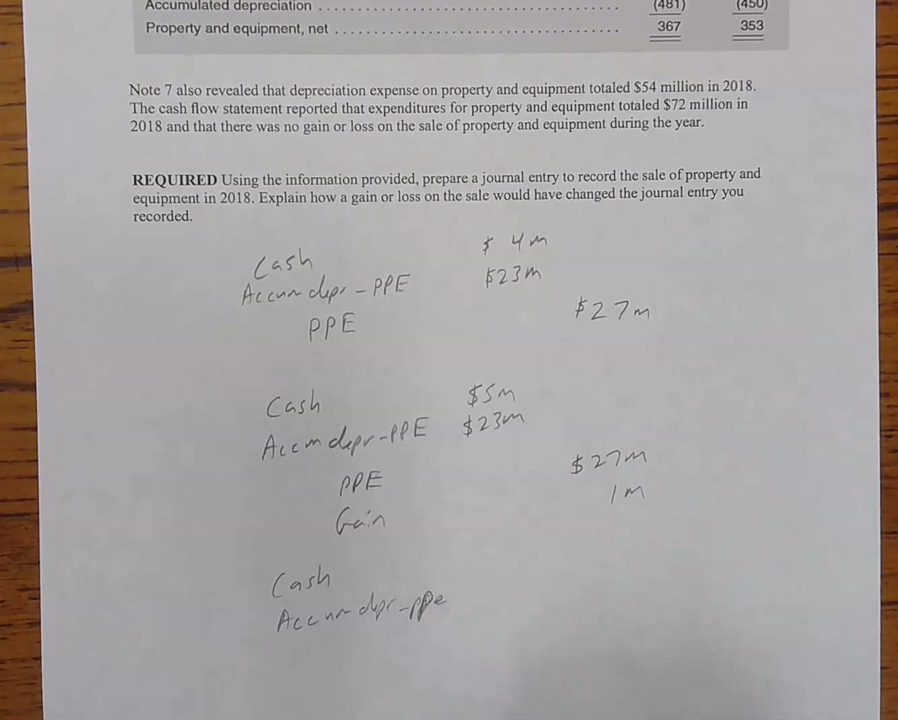 Accumulated depreciation . . . . . . . . . . . . . . . . . . . . . . . . . . . . . . . . . . . . . . . (481) (450)
Property and equipment, net . . . . . . . . . . . . . . . . . . . . . . . . . . . . . . . . . . . . . 367 353
Note 7 also revealed that depreciation expense on property and equipment totaled $54 million in 2018.
The cash flow statement reported that expenditures for property and equipment totaled $72 million in
2018 and that there was no gain or loss on the sale of property and equipment during the year.
REQUIRED Using the information provided, prepare a journal entry to record the sale of property and
equipment in 2018. Explain how a gain or loss on the sale would have changed the journal entry you
recorded.
Cash $ 4m
Accum depr - PPE $23m
PPE $27m
Cash $5m
Accum depr-PPE $23m
PPE $27m
Gain 1m
Cash
Accum depr-ppe